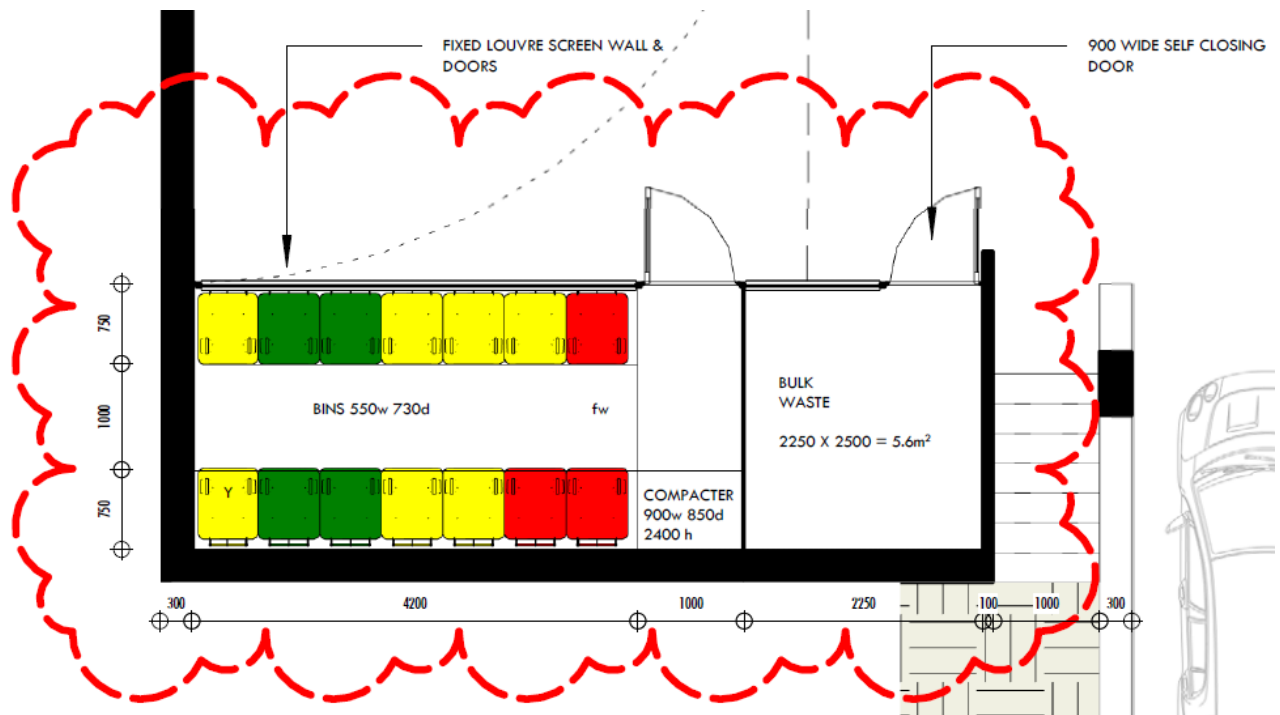 FIXED LOUVRE SCREEN WALL &
DOORS
900 WIDE SELF CLOSING
DOOR
750
1000
750
BINS 550w 730d
fw
Y
BULK
WASTE
2250 X 2500 = 5.6m²
COMPACTER
900w 850d
2400 h
300
4200
1000
2250
100
1000
300